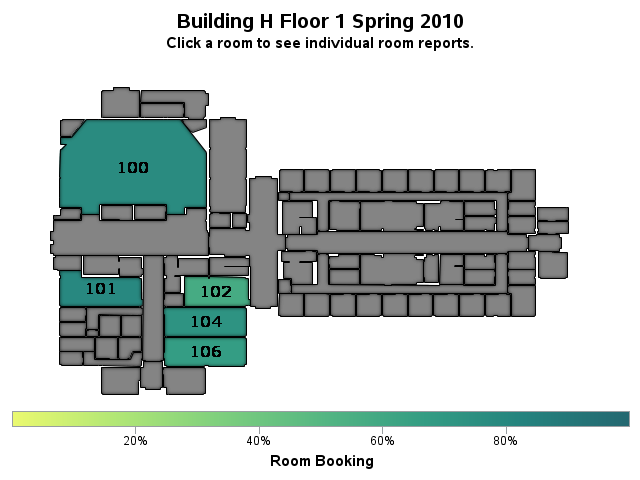 Building H Floor 1 Spring 2010
Click a room to see individual room reports.
100
101
102
104
106
20% 40% 60% 80%
Room Booking